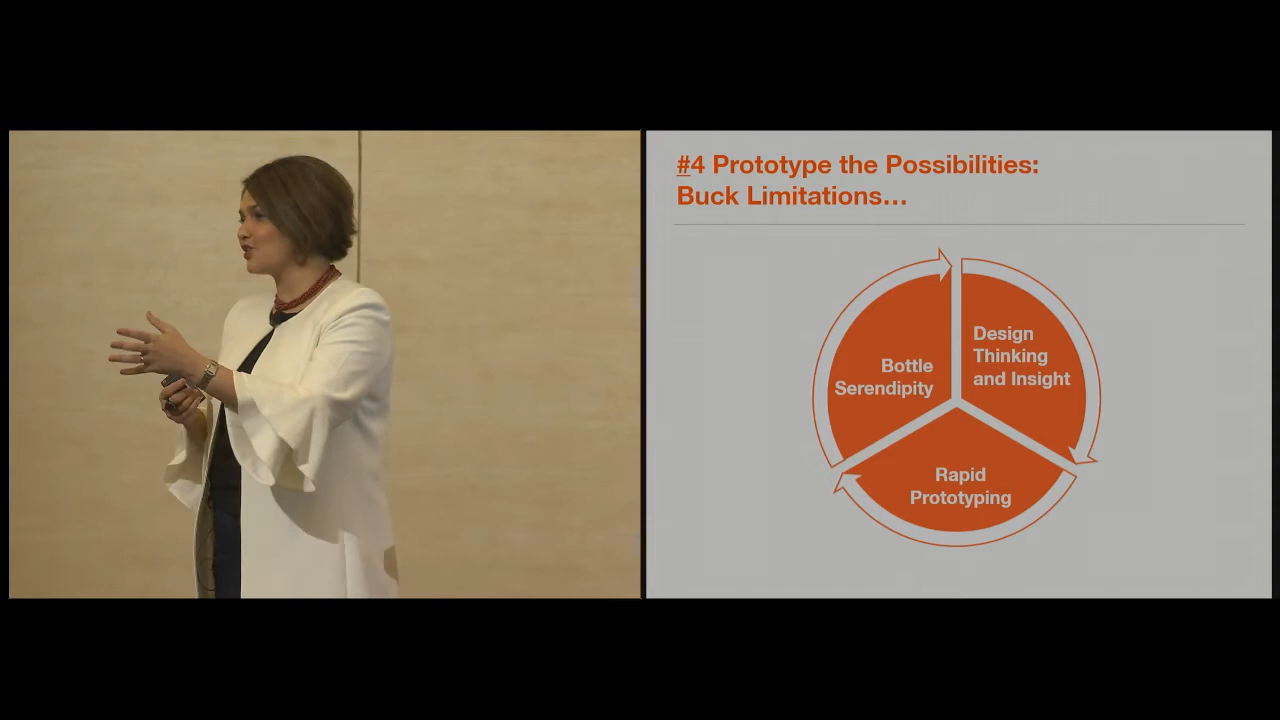 #4 Prototype the Possibilities:
Buck Limitations…
Design
Thinking
and Insight
Bottle
Serendipity
Rapid
Prototyping